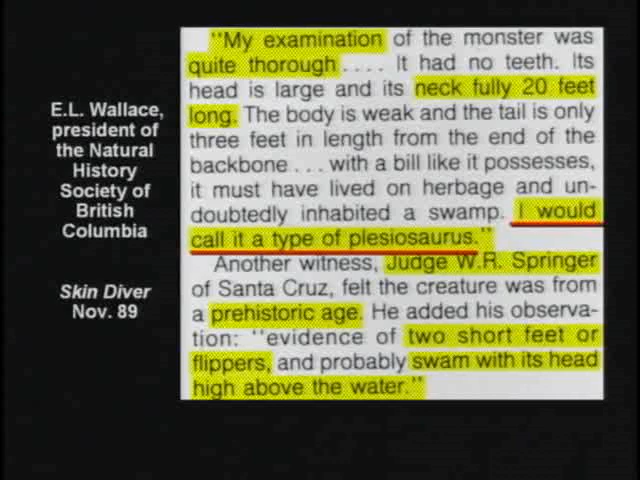 E.L. Wallace,
president of
the Natural
History
Society of
British
Columbia
Skin Diver
Nov. 89
"My examination of the monster was
quite thorough . . . . It had no teeth. Its
head is large and its neck fully 20 feet
long. The body is weak and the tail is only
three feet in length from the end of the
backbone . . . with a bill like it possesses,
it must have lived on herbage and un-
doubtedly inhabited a swamp. I would
call it a type of plesiosaurus."
Another witness, Judge W.R. Springer
of Santa Cruz, felt the creature was from
a prehistoric age. He added his observa-
tion: "evidence of two short feet or
flippers, and probably swam with its head
high above the water."